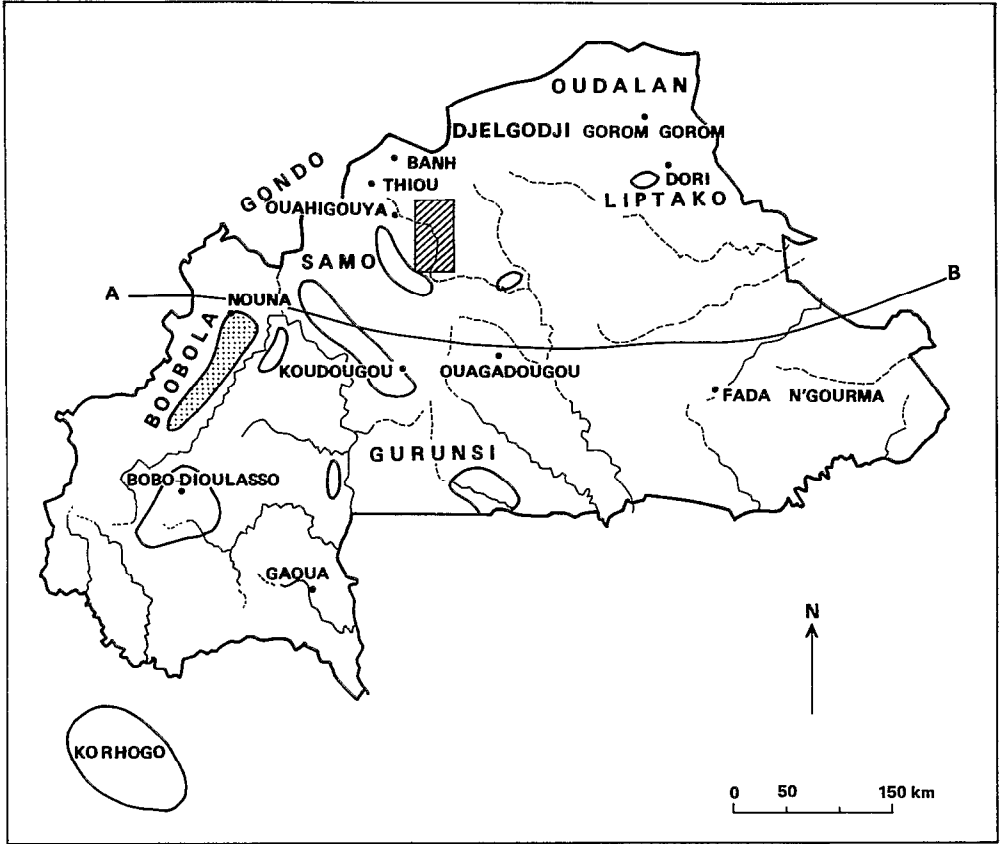 OUDALAN
DJELGODJI
GOROM GOROM
BANH
GONDO
THIOU
DORI
OUAHIGOUYA
LIPTAKO
SAMO
A
B
NOUNA
BOOBOLA
KOUDOUGOU
OUAGADOUGOU
FADA N'GOURMA
GURUNSI
BOBO-DIOULASSO
GAOUA
N
KORHOGO
0 50 150 km